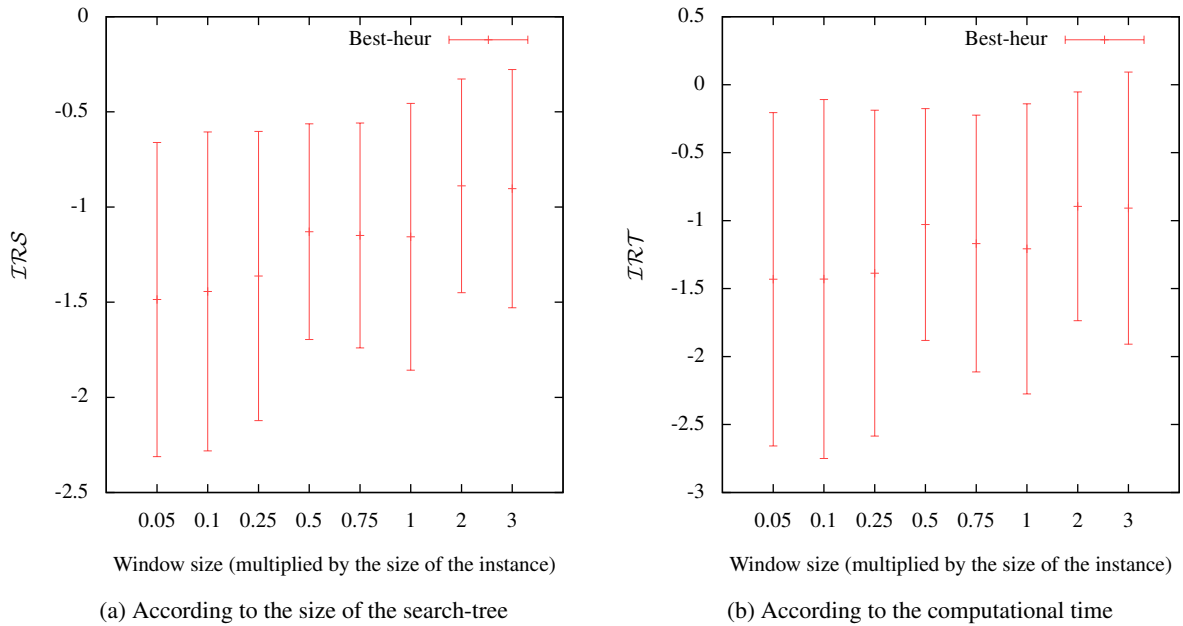 0
-0.5
-1
-1.5
-2
-2.5
IRS
Best-heur
0.05 0.1 0.25 0.5 0.75 1 2 3
Window size (multiplied by the size of the instance)
(a) According to the size of the search-tree
0.5
0
-0.5
-1
-1.5
-2
-2.5
-3
IRT
Best-heur
0.05 0.1 0.25 0.5 0.75 1 2 3
Window size (multiplied by the size of the instance)
(b) According to the computational time